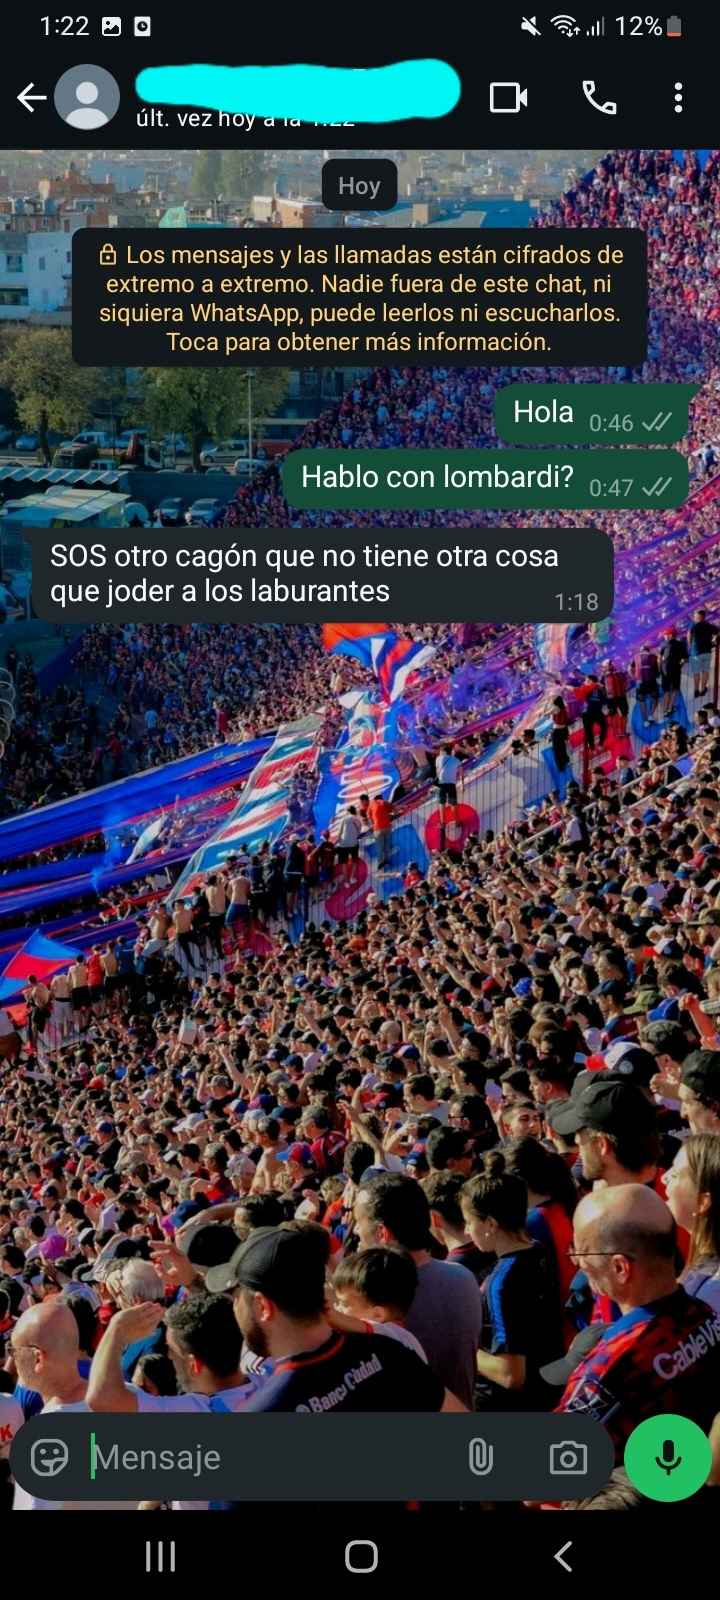 1:22
12%
últ. vez hoy a la 1:22
Hoy
Los mensajes y las llamadas están cifrados de
extremo a extremo. Nadie fuera de este chat, ni
siquiera WhatsApp, puede leerlos ni escucharlos.
Toca para obtener más información.
Hola 0:46
Hablo con lombardi? 0:47
SOS otro cagón que no tiene otra cosa
que joder a los laburantes
1:18
Banco Ciudad
Mensaje